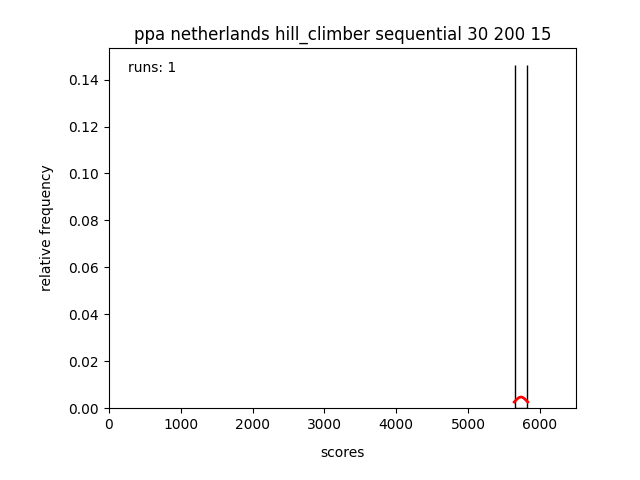 ppa netherlands hill_climber sequential 30 200 15
runs: 1
0.14
0.12
0.10
0.08
0.06
0.04
0.02
0.00
relative frequency
0 1000 2000 3000 4000 5000 6000
scores